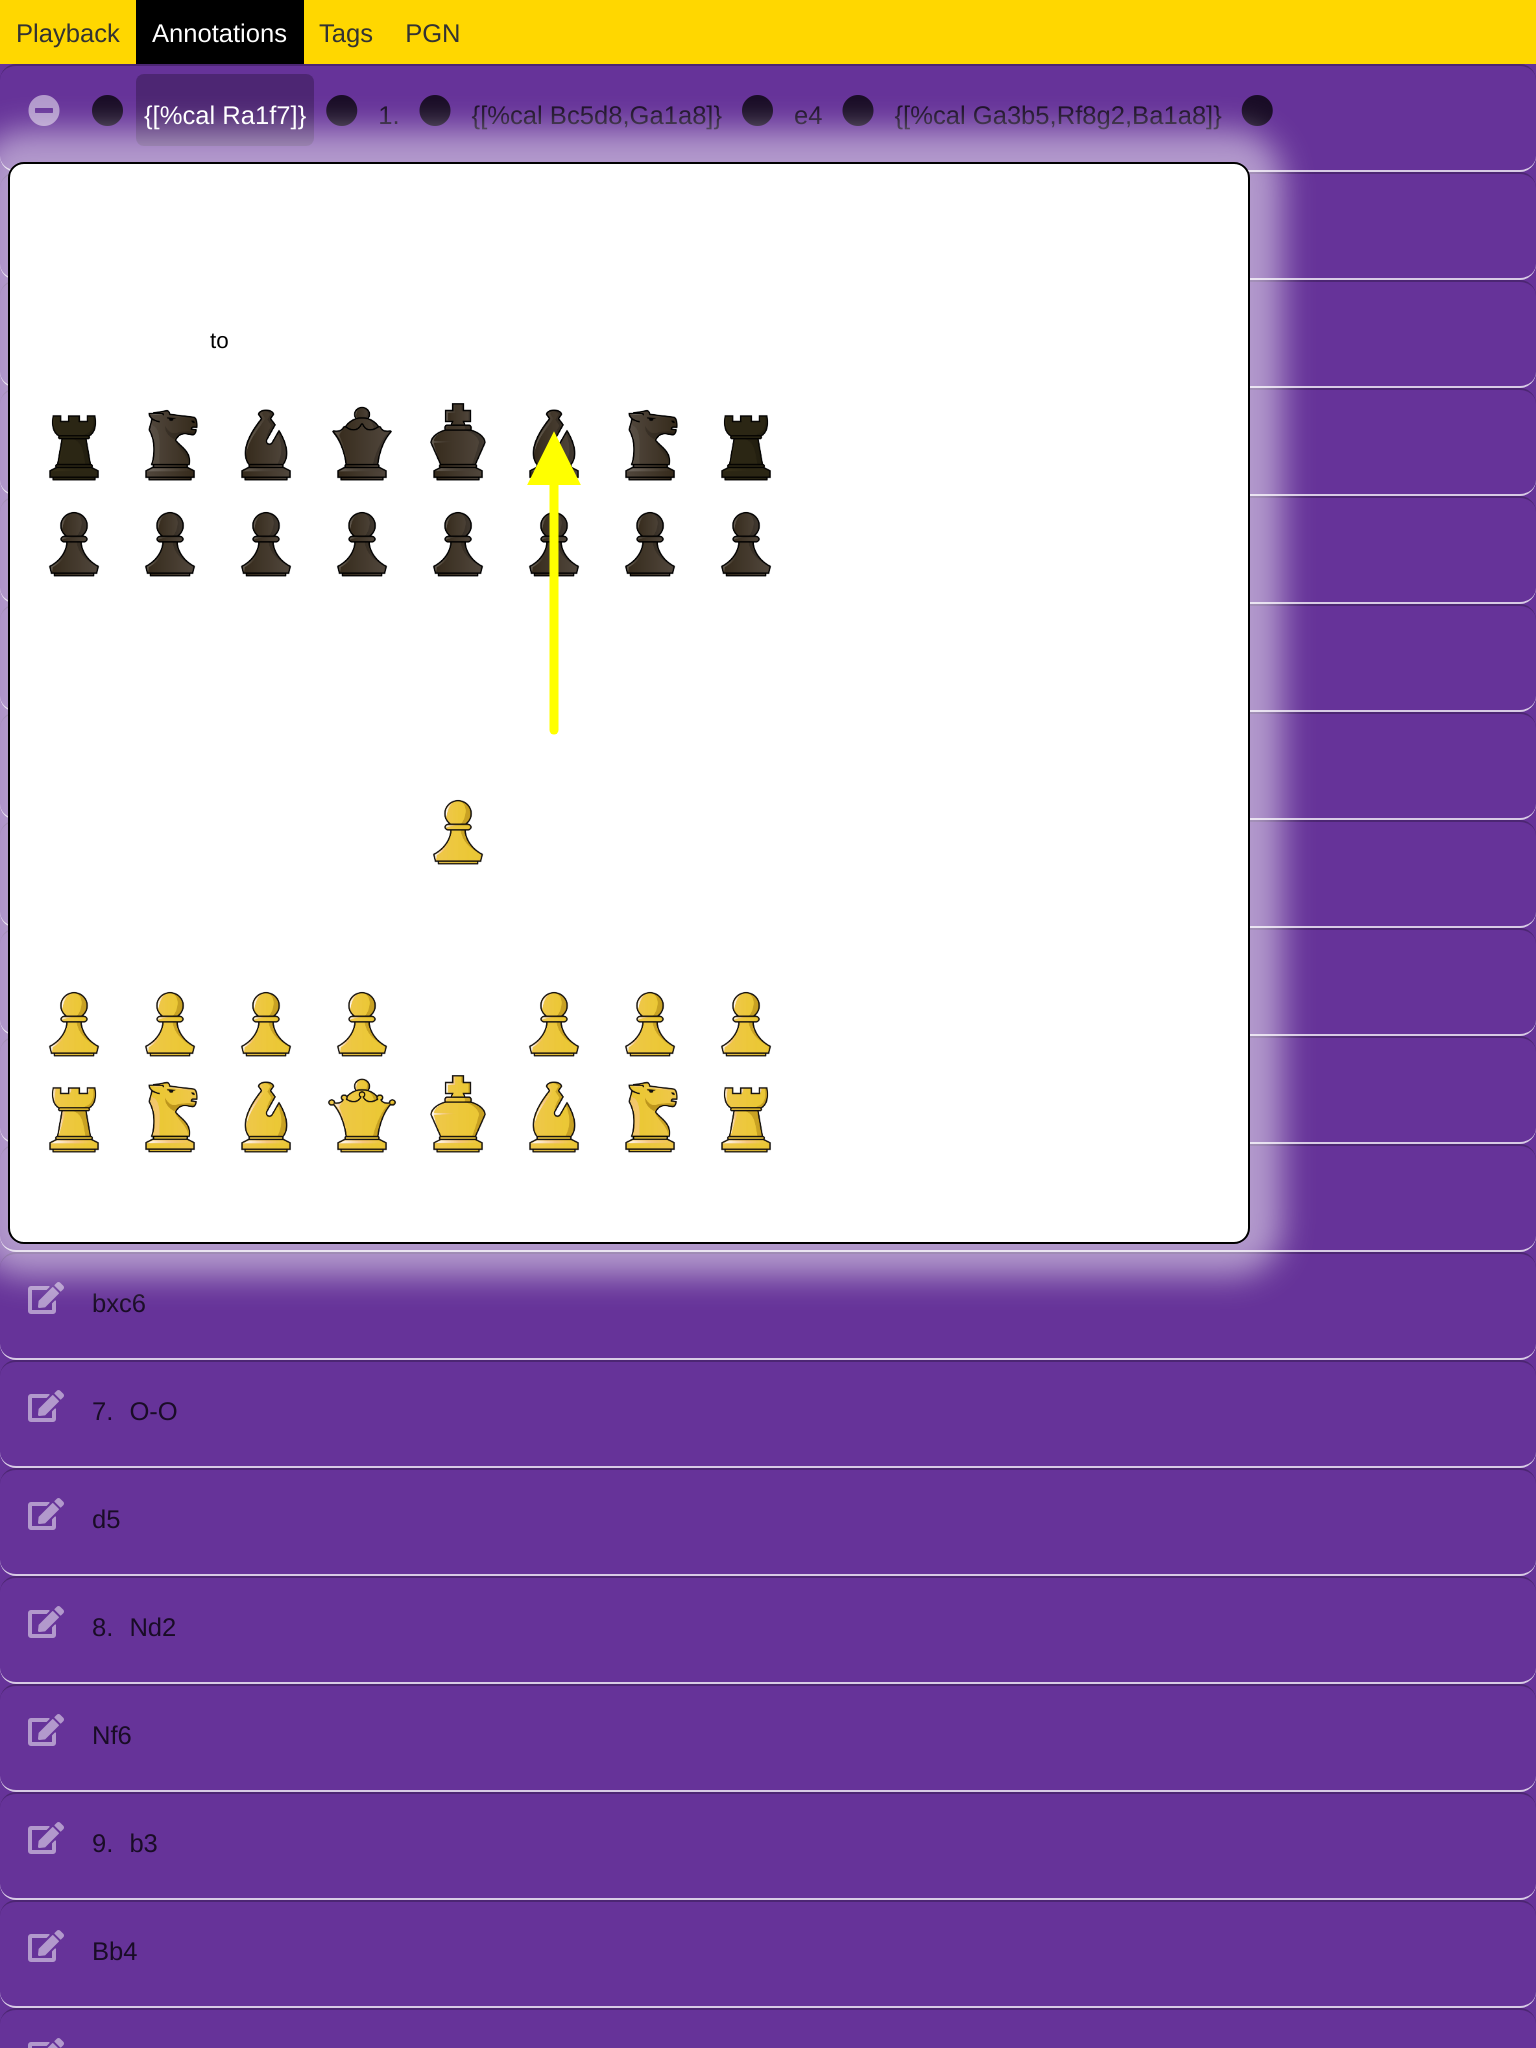 Playback Annotations Tags PGN
{[%cal Ra1f7]} 1. {[%cal Bc5d8,Ga1a8]} e4 {[%cal Ga3b5,Rf8g2,Ba1a8]}
to
bxc6
7. O-O
d5
8. Nd2
Nf6
9. b3
Bb4